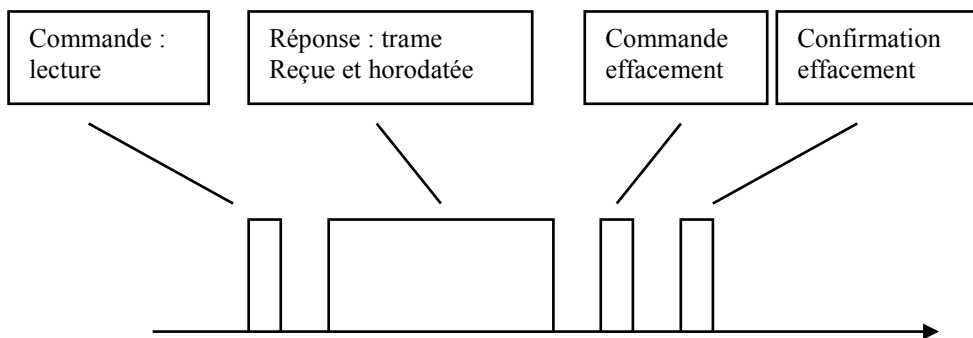 Commande :
lecture
Réponse : trame
Reçue et horodatée
Commande
effacement
Confirmation
effacement